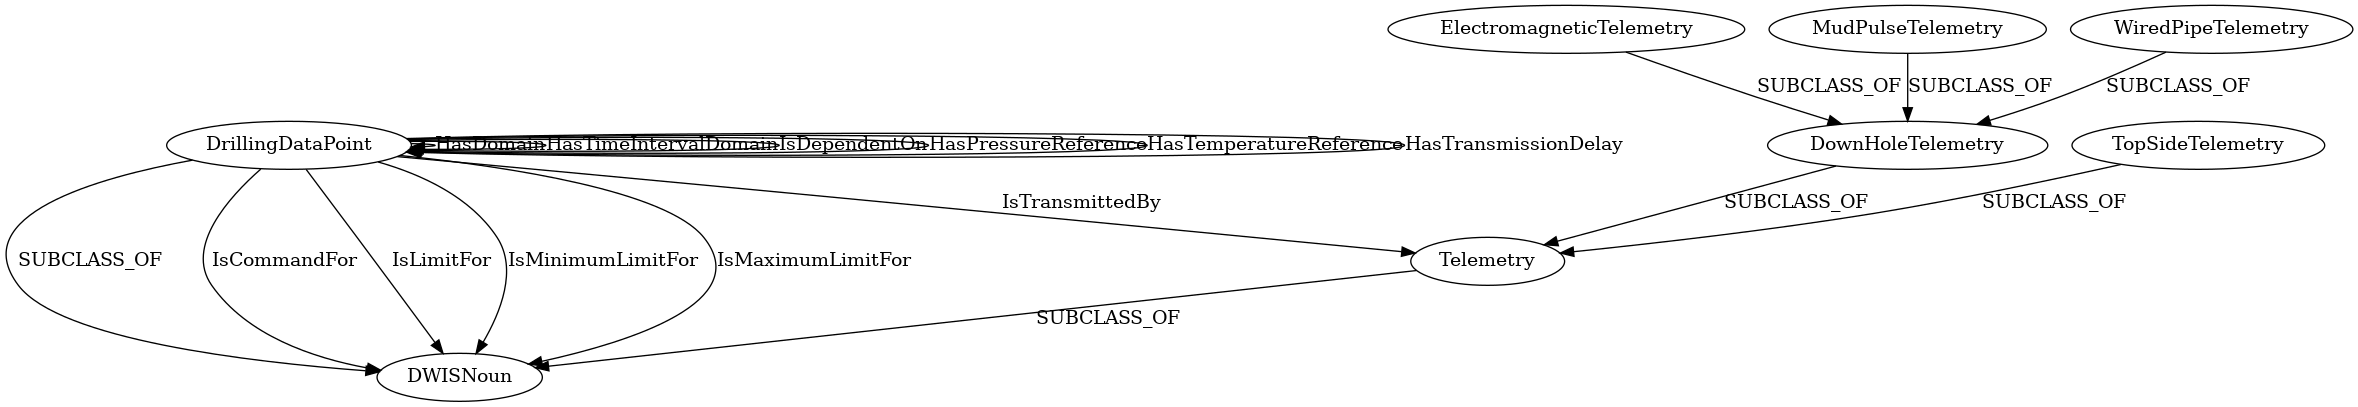 ElectromagneticTelemetry
MudPulseTelemetry
WiredPipeTelemetry
SUBCLASS_OF
SUBCLASS_OF
SUBCLASS_OF
DrillingDataPoint
HasDomain
HasTimeIntervalDomain
IsDependentOn
HasPressureReference
HasTemperatureReference
HasTransmissionDelay
DownHoleTelemetry
TopSideTelemetry
IsTransmittedBy
SUBCLASS_OF
SUBCLASS_OF
SUBCLASS_OF
IsCommandFor
IsLimitFor
IsMinimumLimitFor
IsMaximumLimitFor
Telemetry
SUBCLASS_OF
DWISNoun